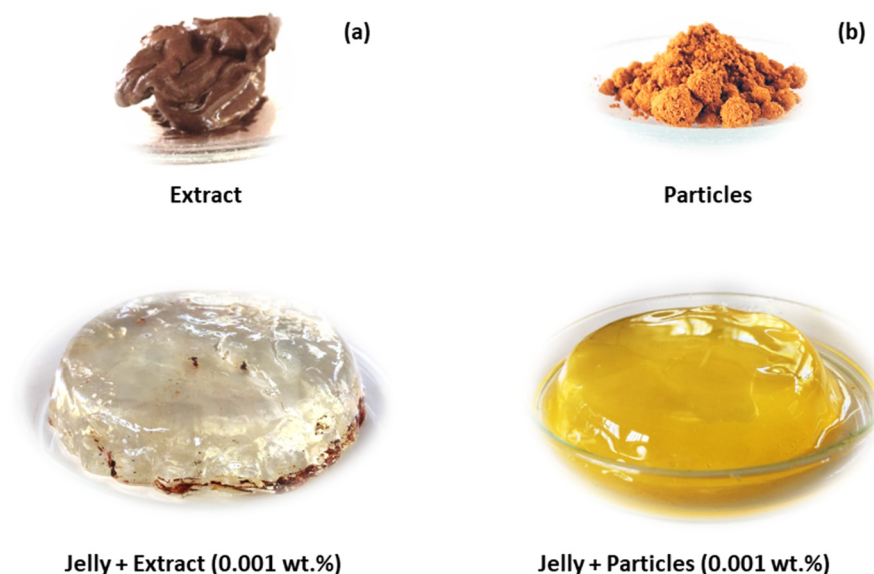 (a)
(b)
Extract
Particles
Jelly + Extract (0.001 wt.%)
Jelly + Particles (0.001 wt.%)